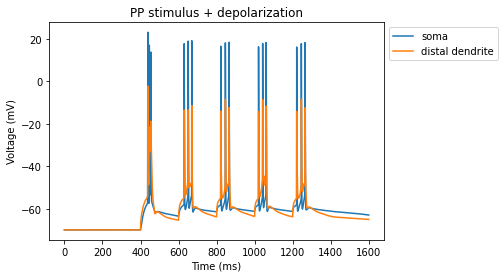 PP stimulus + depolarization
soma
distal dendrite
Voltage (mV)
20
0
−20
−40
−60
0 200 400 600 800 1000 1200 1400 1600
Time (ms)